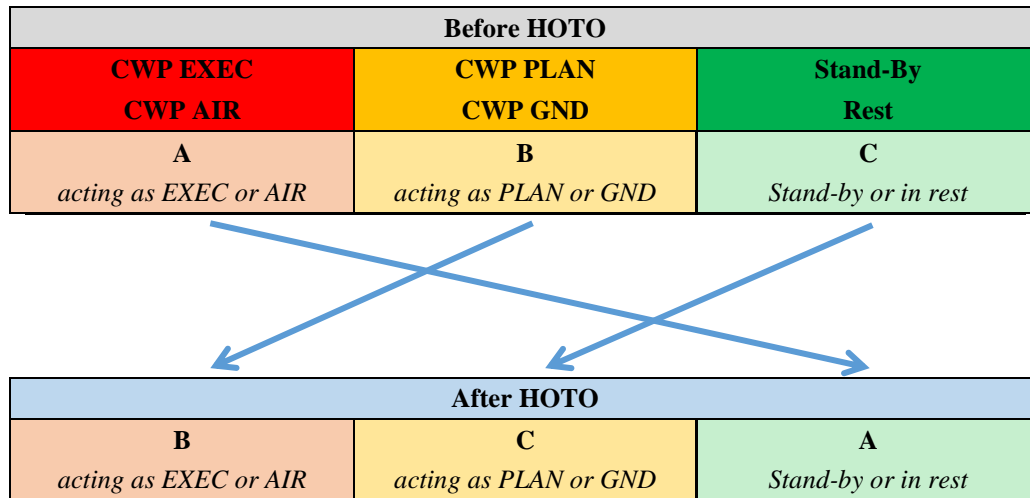 Before HOTO
CWP EXEC
CWP AIR
CWP PLAN
CWP GND
Stand-By
Rest
A
acting as EXEC or AIR
B
acting as PLAN or GND
C
Stand-by or in rest
After HOTO
B
acting as EXEC or AIR
C
acting as PLAN or GND
A
Stand-by or in rest